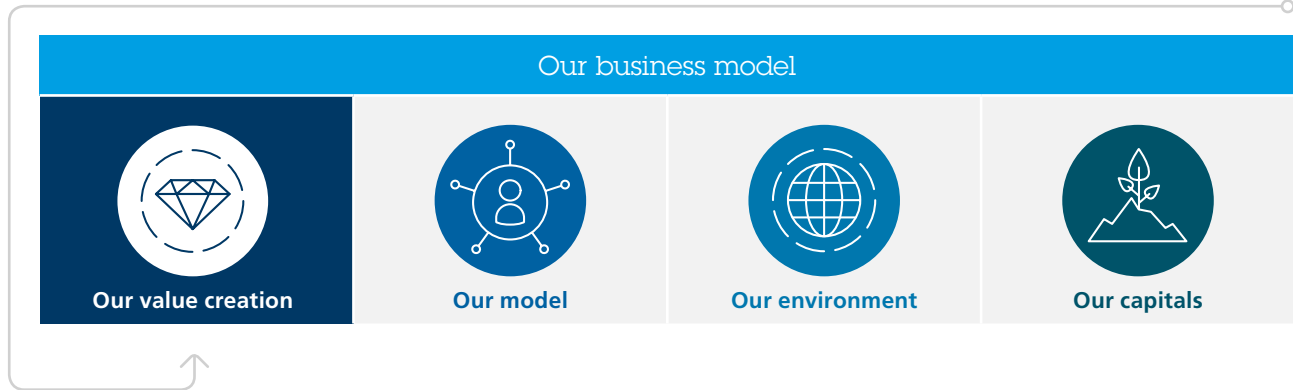 Our business model
Our value creation
Our model
Our environment
Our capitals